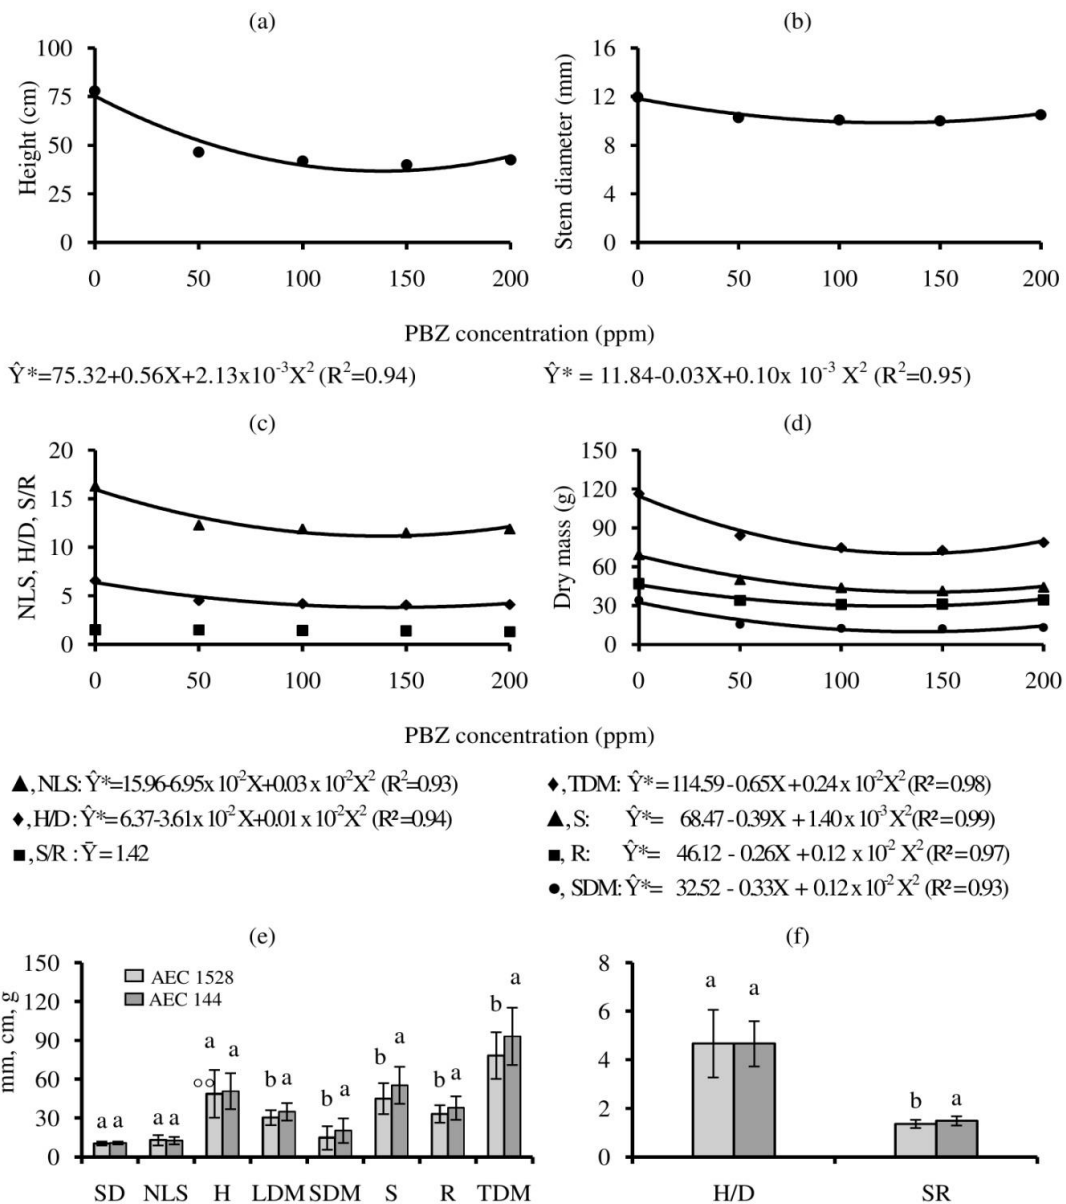 (a) (b)
100
75
50
25
0
Height (cm)
0 50 100 150 200
16
12
8
4
0
Stem diameter (mm)
0 50 100 150 200
PBZ concentration (ppm)
Ŷ*=75.32+0.56X+2.13x10⁻³X² (R²=0.94)
Ŷ* = 11.84-0.03X+0.10x 10⁻³ X² (R²=0.95)
(c) (d)
20
15
10
5
0
NLS, H/D, S/R
0 50 100 150 200
150
120
90
60
30
0
Dry mass (g)
0 50 100 150 200
PBZ concentration (ppm)
▲, NLS: Ŷ*=15.96-6.95x 10⁻²X+0.03 x 10⁻²X² (R²=0.93)
◆, H/D : Ŷ*=6.37-3.61x 10⁻²X+0.01x 10⁻²X² (R²=0.94)
■, S/R : Ȳ = 1.42
◆, TDM: Ŷ*= 114.59 - 0.65X + 0.24 x 10⁻²X² (R²=0.98)
▲, S: Ŷ*= 68.47 - 0.39X + 1.40x 10⁻³X² (R²=0.99)
■, R: Ŷ*= 46.12 - 0.26X + 0.12 x 10⁻² X² (R²=0.97)
●, SDM: Ŷ*= 32.52 - 0.33X + 0.12x 10⁻² X² (R²=0.93)
(e) (f)
150
120
90
60
30
0
mm, cm, g
AEC 1528
AEC 144
a a a a a a b a b a b a b a b a
°°
SD NLS H LDM SDM S R TDM
8
6
4
2
0
a a b a
H/D SR